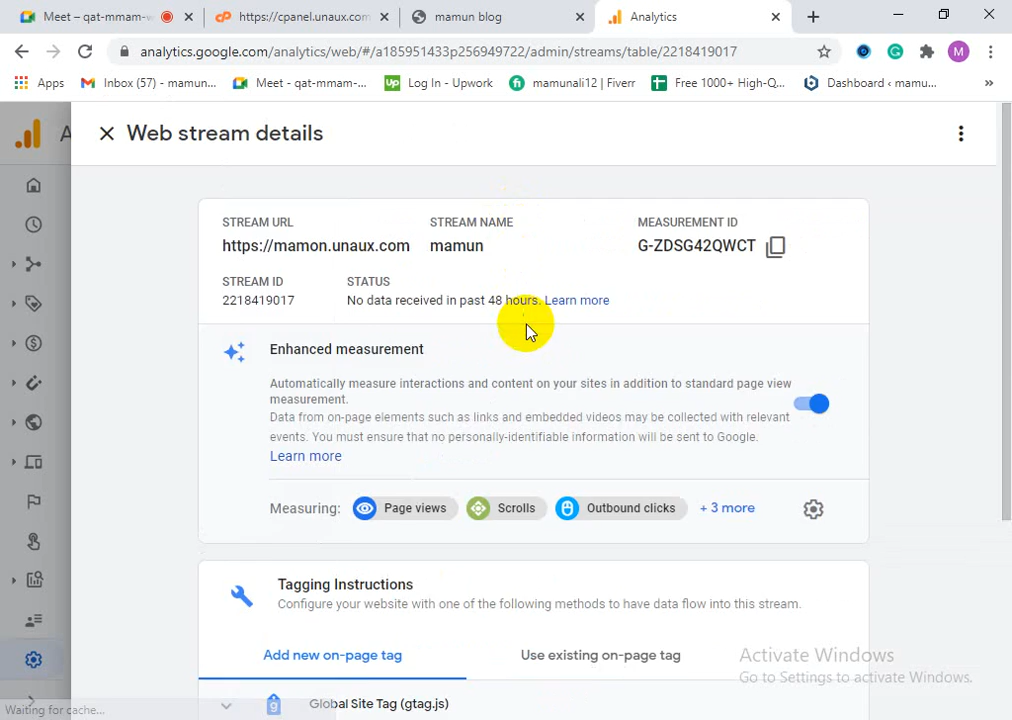 Meet – qat-mmam-w
https://cpanel.unaux.com
mamun blog
Analytics
analytics.google.com/analytics/web/#/a185951433p256949722/admin/streams/table/2218419017
M
Apps
Inbox (57) - mamun...
Meet - qat-mmam-...
Up
Log In - Upwork
fi
mamunali12 | Fiverr
Free 1000+ High-Q...
Dashboard ‹ mamu...
»
A
Web stream details
STREAM URL STREAM NAME MEASUREMENT ID
https://mamon.unaux.com mamun G-ZDSG42QWCT
STREAM ID STATUS
2218419017 No data received in past 48 hours. Learn more
Enhanced measurement
Automatically measure interactions and content on your sites in addition to standard page view
measurement.
Data from on-page elements such as links and embedded videos may be collected with relevant
events. You must ensure that no personally-identifiable information will be sent to Google.
Learn more
Measuring: Page views Scrolls Outbound clicks + 3 more
Tagging Instructions
Configure your website with one of the following methods to have data flow into this stream.
Add new on-page tag Use existing on-page tag
Activate Windows
Go to Settings to activate Windows.
g Global Site Tag (gtag.js)
Waiting for cache...